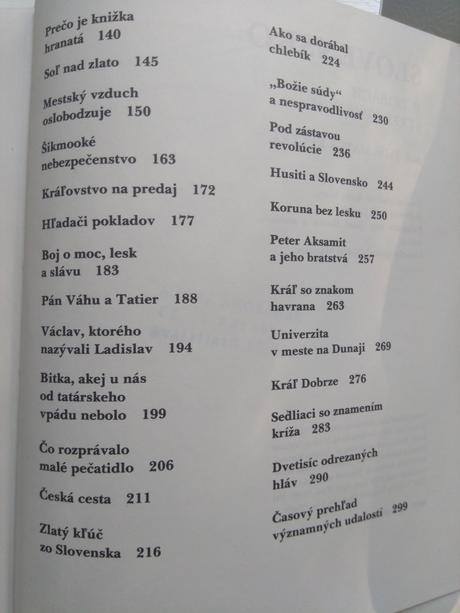 Prečo je knižka
hranatá 140
Soľ nad zlato 145
Mestský vzduch
oslobodzuje 150
Šikmooké
nebezpečenstvo 163
Kráľovstvo na predaj 172
Hľadači pokladov 177
Boj o moc, lesk
a slávu 183
Pán Váhu a Tatier 188
Václav, ktorého
nazývali Ladislav 194
Bitka, akej u nás
od tatárskeho
vpádu nebolo 199
Čo rozprávalo
malé pečatidlo 206
Česká cesta 211
Zlatý kľúč
zo Slovenska 216
Ako sa dorábal
chlebík 224
„Božie súdy“
a nespravodlivosť 230
Pod zástavou
revolúcie 236
Husiti a Slovensko 244
Koruna bez lesku 250
Peter Aksamit
a jeho bratstvá 257
Kráľ so znakom
havrana 263
Univerzita
v meste na Dunaji 269
Kráľ Dobrze 276
Sedliaci so znamením
kríža 283
Dvetisíc odrezaných
hláv 290
Časový prehľad
významných udalostí 299